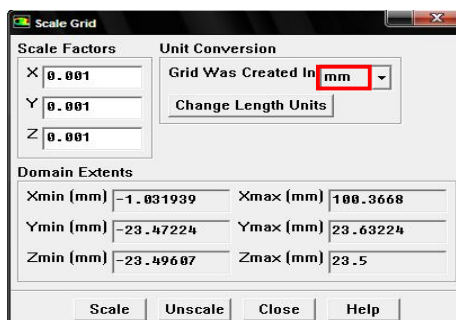 Scale Grid
Scale Factors
X 0.001
Y 0.001
Z 0.001
Unit Conversion
Grid Was Created In mm
Change Length Units
Domain Extents
Xmin (mm) -1.031939 Xmax (mm) 100.3668
Ymin (mm) -23.47224 Ymax (mm) 23.63224
Zmin (mm) -23.49607 Zmax (mm) 23.5
Scale Unscale Close Help